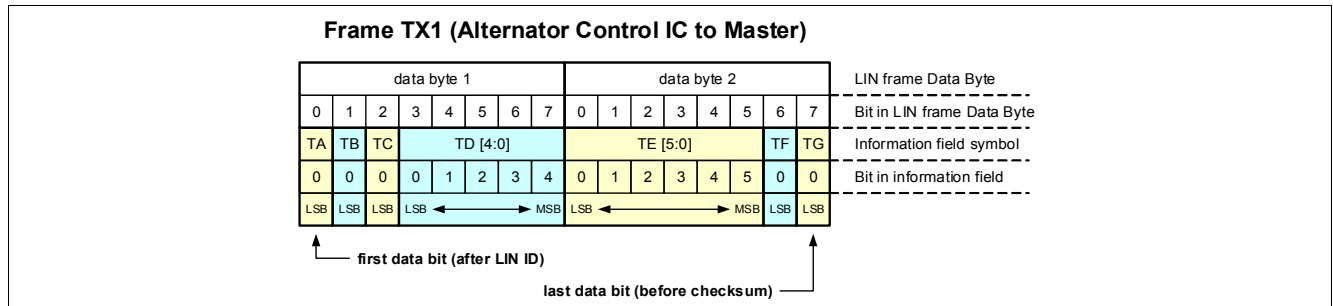 Frame TX1 (Alternator Control IC to Master)
data byte 1 data byte 2 LIN frame Data Byte
0 1 2 3 4 5 6 7 0 1 2 3 4 5 6 7 Bit in LIN frame Data Byte
TA TB TC TD [4:0] TE [5:0] TF TG Information field symbol
0 0 0 0 1 2 3 4 0 1 2 3 4 5 0 0 Bit in information field
LSB LSB LSB LSB MSB LSB MSB LSB LSB
first data bit (after LIN ID)
last data bit (before checksum)